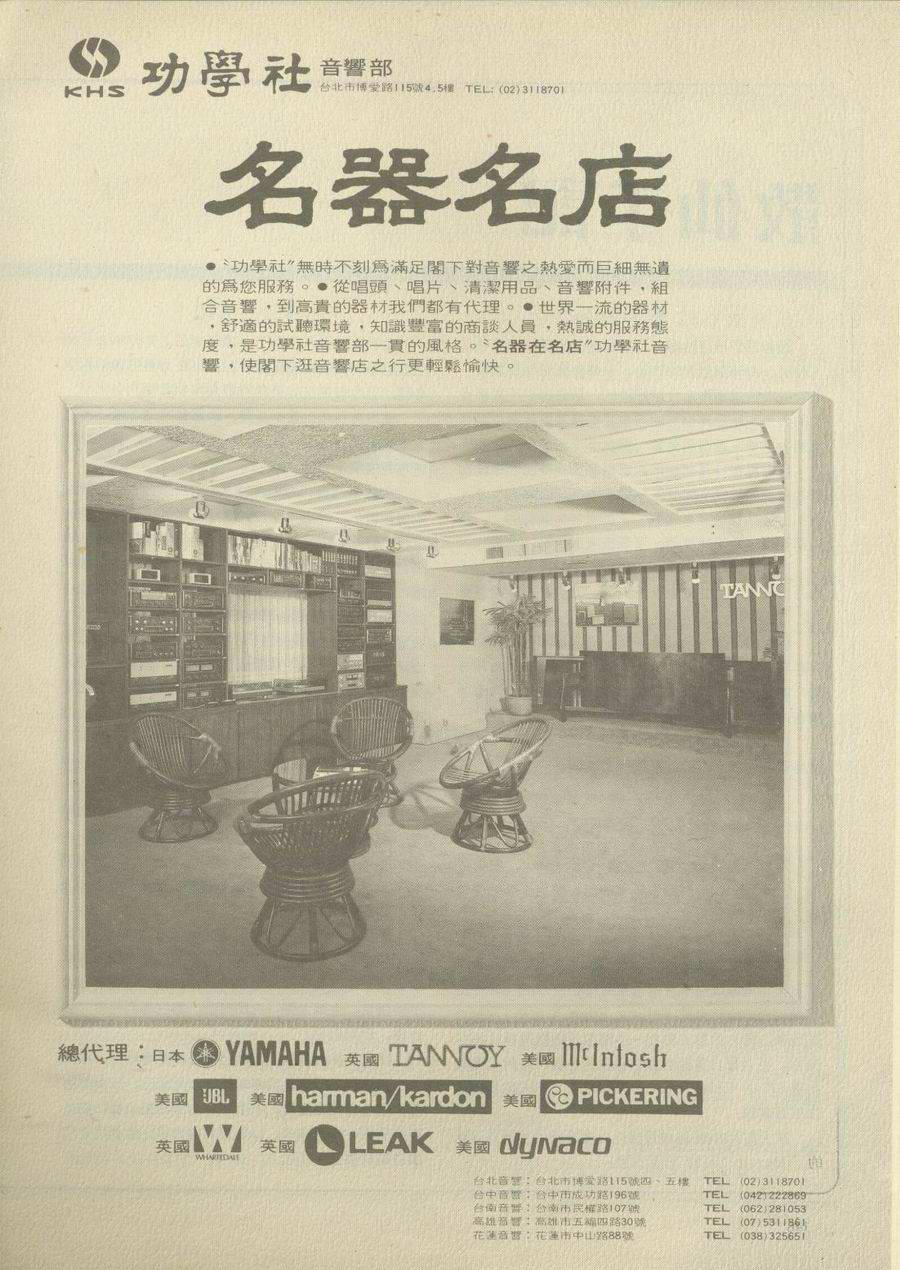 KHS 功學社 音響部
台北市博愛路115號4.5樓 TEL: (02)3118701
名器名店
●〝功學社〞無時不刻爲滿足閣下對音響之熱愛而巨細無遺
的爲您服務。●從唱頭、唱片、清潔用品、音響附件，組
合音響，到高貴的器材我們都有代理。●世界一流的器材
，舒適的試聽環境，知識豐富的商談人員，熱誠的服務態
度，是功學社音響部一貫的風格。〝名器在名店〞功學社音
響，使閣下逛音響店之行更輕鬆愉快。
TANNOY
總代理：日本 YAMAHA 英國 TANNOY 美國 McIntosh
美國 JBL 美國 harman/kardon 美國 PICKERING
英國 W WHARFEDALE 英國 LEAK 美國 dynaco
台北音響：台北市博愛路115號四、五樓 TEL (02)3118701
台中音響：台中市成功路196號 TEL (042)222869
台南音響：台南市民權路107號 TEL (062)281053
高雄音響：高雄市五福四路30號 TEL (07)5311861
花蓮音響：花蓮市中山路88號 TEL (038)325651